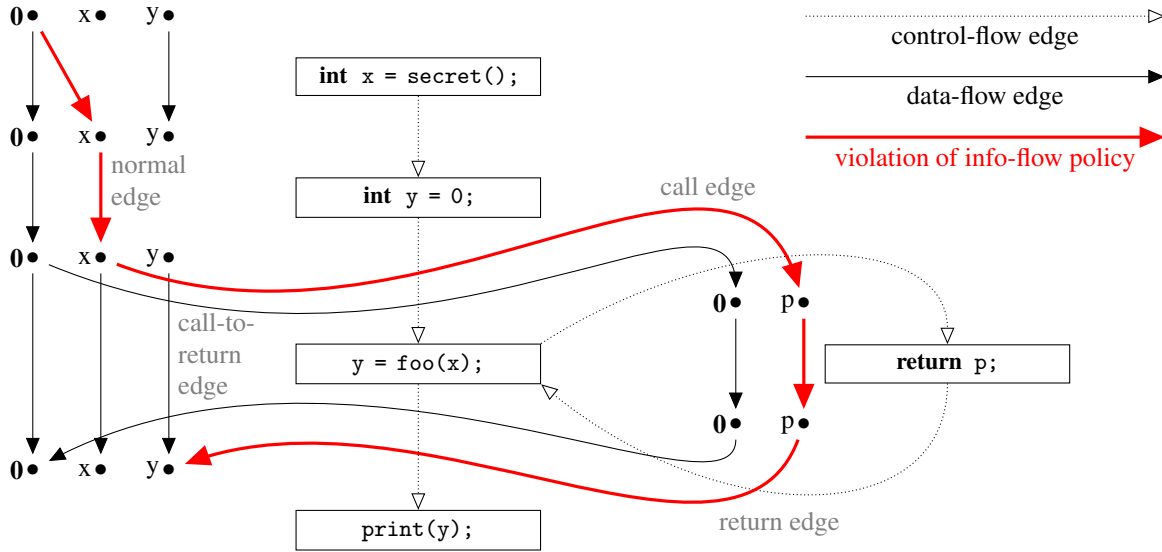 0 x y
control-flow edge
int x = secret();
data-flow edge
0 x y
normal
edge
violation of info-flow policy
int y = 0;
call edge
0 x y
0 p
call-to-
return
edge
y = foo(x);
return p;
0 p
0 x y
print(y);
return edge